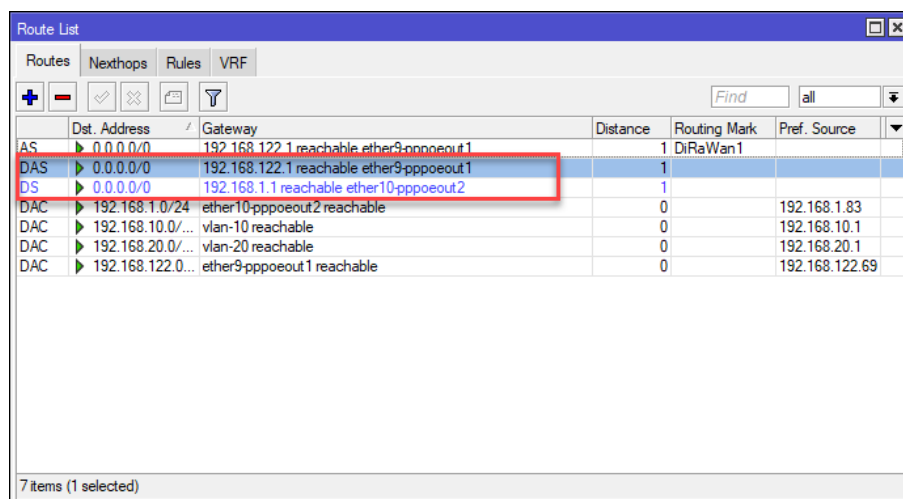 Route List
Routes Nexthops Rules VRF
Find all
Dst. Address Gateway Distance Routing Mark Pref. Source
AS 0.0.0.0/0 192.168.122.1 reachable ether9-pppoeout1 1 DiRaWan1
DAS 0.0.0.0/0 192.168.122.1 reachable ether9-pppoeout1 1
DS 0.0.0.0/0 192.168.1.1 reachable ether10-pppoeout2 1
DAC 192.168.1.0/24 ether10-pppoeout2 reachable 0 192.168.1.83
DAC 192.168.10.0/... vlan-10 reachable 0 192.168.10.1
DAC 192.168.20.0/... vlan-20 reachable 0 192.168.20.1
DAC 192.168.122.0... ether9-pppoeout1 reachable 0 192.168.122.69
7 items (1 selected)